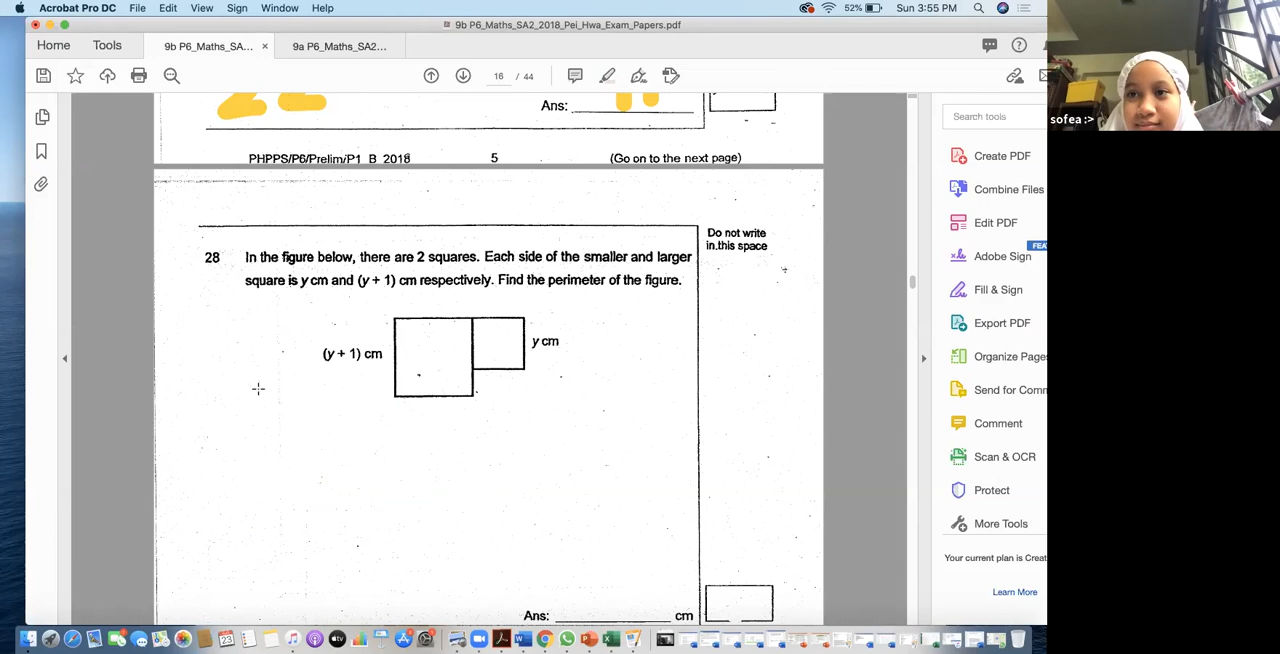 Acrobat Pro DC File Edit View Sign Window Help
52% Sun 3:55 PM
9b P6_Maths_SA2_2018_Pei_Hwa_Exam_Papers.pdf
Home Tools 9b P6_Maths_SA... × 9a P6_Maths_SA2...
16 / 44
sofea :>
Ans:
Search tools
PHPPS/P6/Prelim/P1_B_2018 5 (Go on to the next page)
Create PDF
Combine Files
Edit PDF
Do not write
in this space
FEA
Adobe Sign
28 In the figure below, there are 2 squares. Each side of the smaller and larger
square is y cm and (y + 1) cm respectively. Find the perimeter of the figure.
Fill & Sign
Export PDF
(y + 1) cm
y cm
Organize Pages
Send for Comm
Comment
Scan & OCR
Protect
More Tools
Your current plan is Creat
Learn More
Ans: cm
23